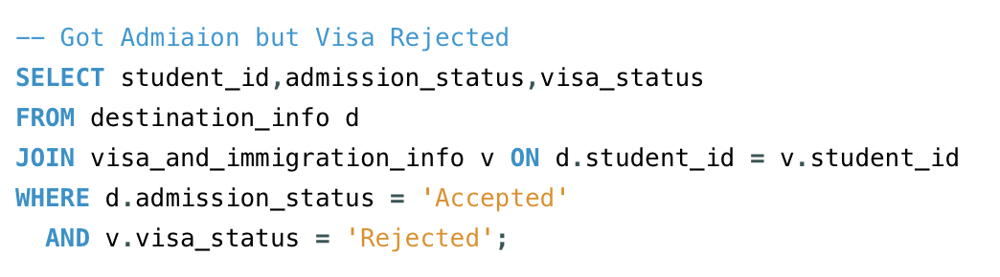 -- Got Admiaion but Visa Rejected
SELECT student_id,admission_status,visa_status
FROM destination_info d
JOIN visa_and_immigration_info v ON d.student_id = v.student_id
WHERE d.admission_status = 'Accepted'
  AND v.visa_status = 'Rejected';